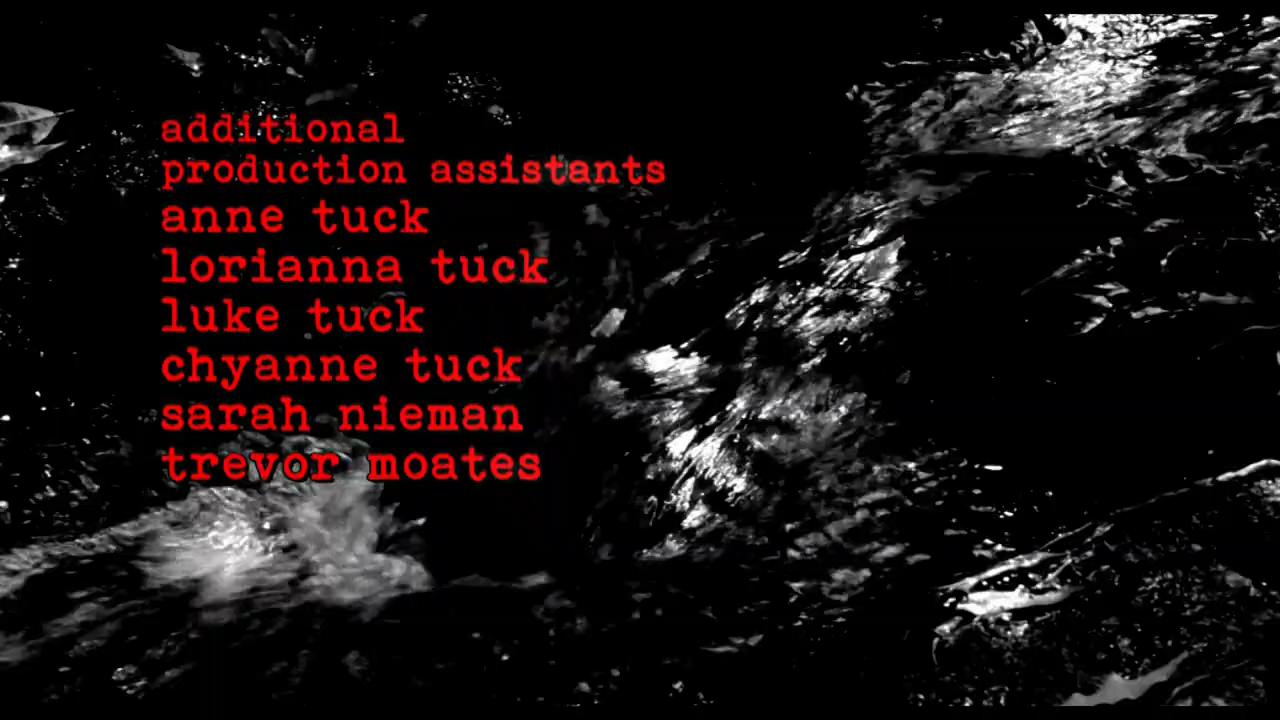 additional
production assistants
anne tuck
lorianna tuck
luke tuck
chyanne tuck
sarah nieman
trevor moates